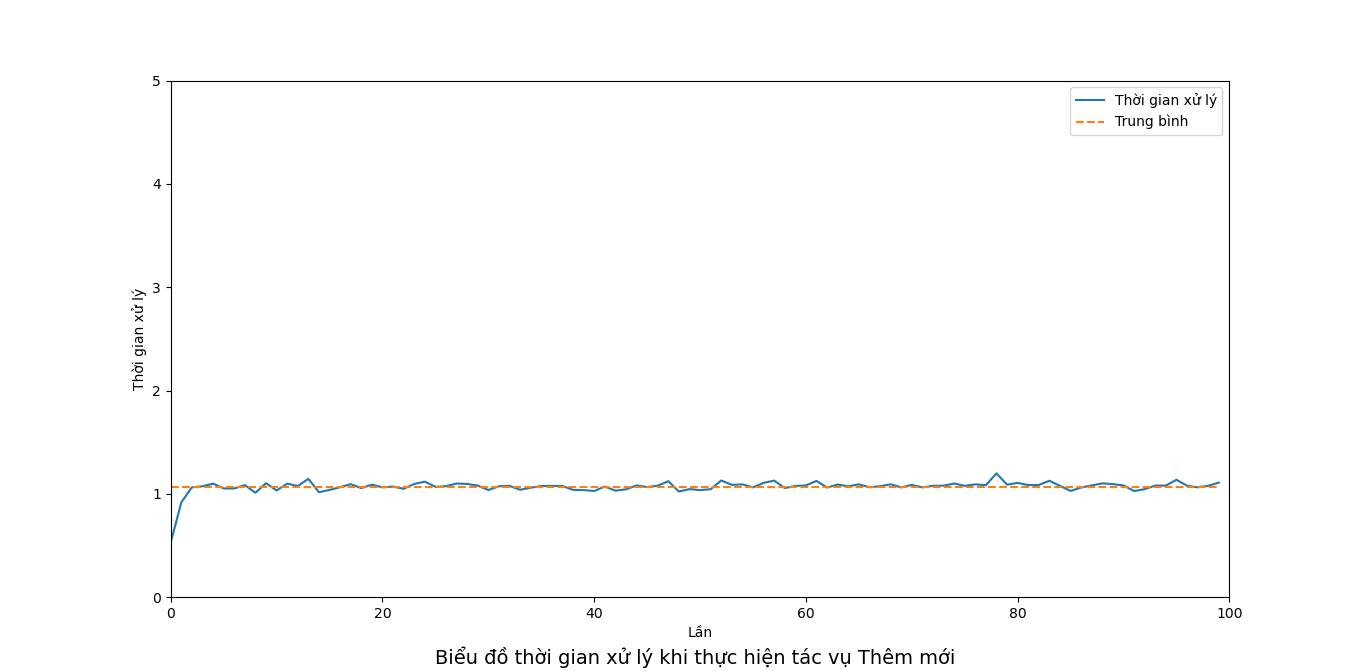 5
4
3
2
1
0
0 20 40 60 80 100
Thời gian xử lý
Thời gian xử lý
Trung bình
Lần
Biểu đồ thời gian xử lý khi thực hiện tác vụ Thêm mới